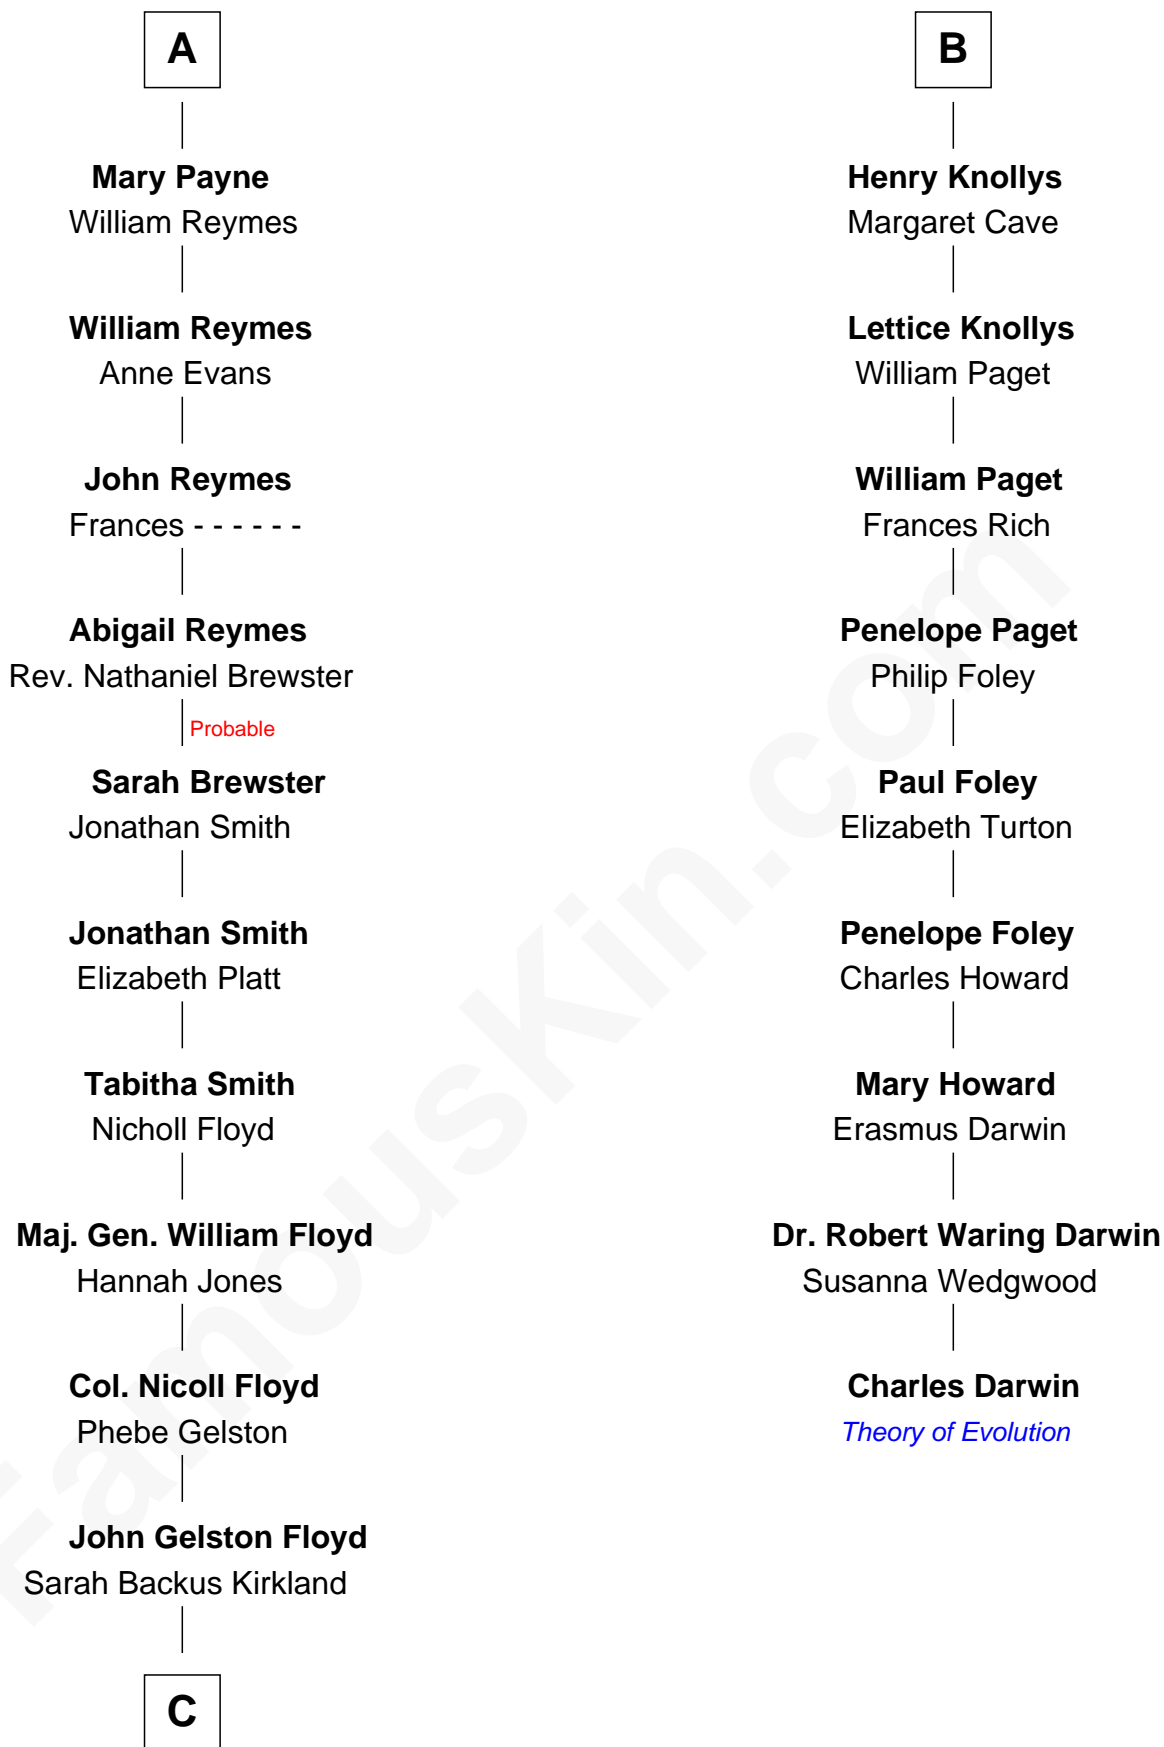 A
Mary Payne
William Reymes
William Reymes
Anne Evans
John Reymes
Frances - - - - - -
Abigail Reymes
Rev. Nathaniel Brewster
Probable
Sarah Brewster
Jonathan Smith
Jonathan Smith
Elizabeth Platt
Tabitha Smith
Nicholl Floyd
Maj. Gen. William Floyd
Hannah Jones
Col. Nicoll Floyd
Phebe Gelston
John Gelston Floyd
Sarah Backus Kirkland
C
B
Henry Knollys
Margaret Cave
Lettice Knollys
William Paget
William Paget
Frances Rich
Penelope Paget
Philip Foley
Paul Foley
Elizabeth Turton
Penelope Foley
Charles Howard
Mary Howard
Erasmus Darwin
Dr. Robert Waring Darwin
Susanna Wedgwood
Charles Darwin
Theory of Evolution
FamousKin.com